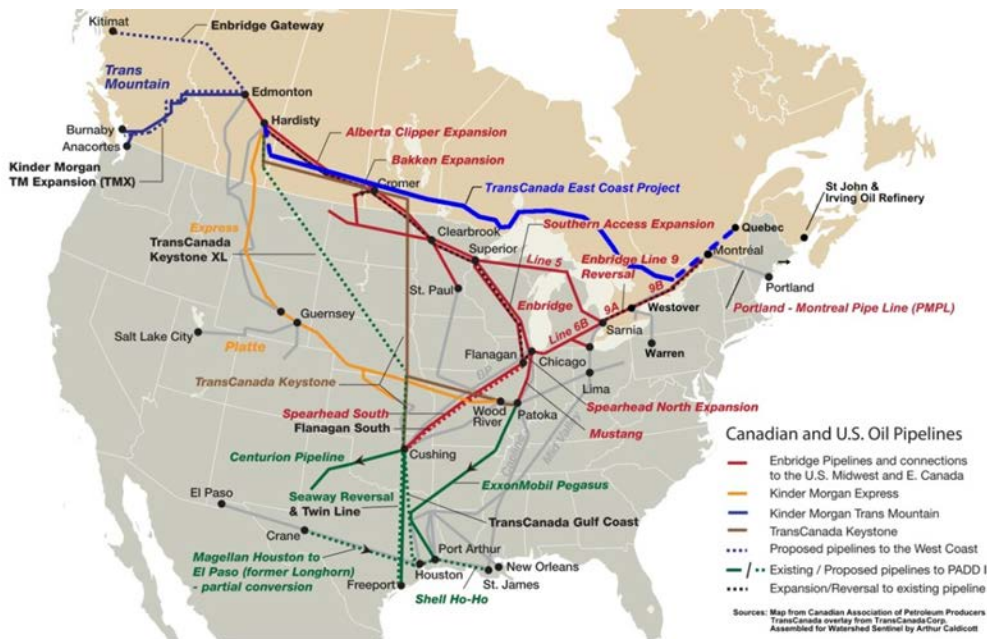 Kitimat
Enbridge Gateway
Trans
Mountain
Edmonton
Burnaby
Anacortes
Hardisty
Alberta Clipper Expansion
Kinder Morgan
TM Expansion (TMX)
Bakken Expansion
Cromer
TransCanada East Coast Project
St John &
Irving Oil Refinery
Southern Access Expansion
Quebec
Express
TransCanada
Keystone XL
Clearbrook
Superior
Line 5
Enbridge Line 9
Reversal
Montreal
9B
Portland
St. Paul
Enbridge
9A
Westover
Portland - Montreal Pipe Line (PMPL)
Guernsey
Sarnia
Salt Lake City
Line 6B
Platte
Flanagan
Chicago
Warren
TransCanada Keystone
Lima
Spearhead South
Flanagan South
Wood
River
Patoka
Spearhead North Expansion
Mustang
Mid Valley
Centurion Pipeline
Cushing
El Paso
Seaway Reversal
& Twin Line
ExxonMobil Pegasus
Crane
TransCanada Gulf Coast
Magellan Houston to
El Paso (former Longhorn)
- partial conversion
Port Arthur
Houston
New Orleans
St. James
Freeport
Shell Ho-Ho
Canadian and U.S. Oil Pipelines
Enbridge Pipelines and connections
to the U.S. Midwest and E. Canada
Kinder Morgan Express
Kinder Morgan Trans Mountain
TransCanada Keystone
Proposed pipelines to the West Coast
Existing / Proposed pipelines to PADD I
Expansion/Reversal to existing pipeline
Sources: Map from Canadian Association of Petroleum Producers
TransCanada overlay from TransCanadaCorp.
Assembled for Watershed Sentinel by Arthur Caldicott